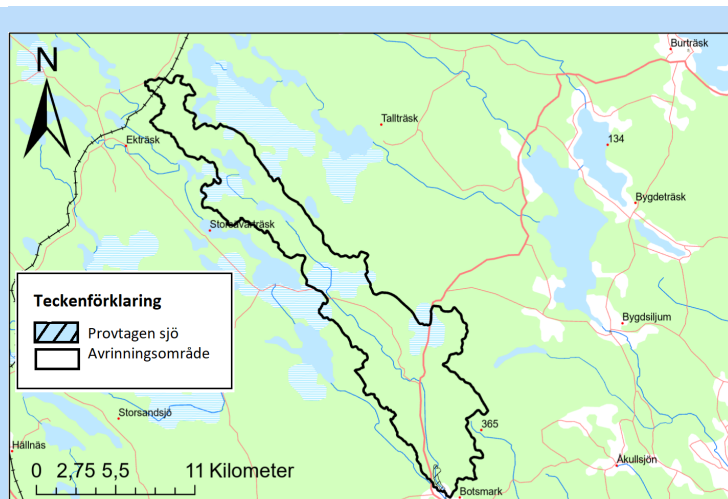 Burträsk
N
Tallträsk
134
Ekträsk
Bygdeträsk
Storsävarträsk
Teckenförklaring
Provtagen sjö
Avrinningsområde
Bygdsiljum
Storsandsjö
365
Hällnäs
Åkullsjön
0 2,75 5,5 11 Kilometer
Botsmark